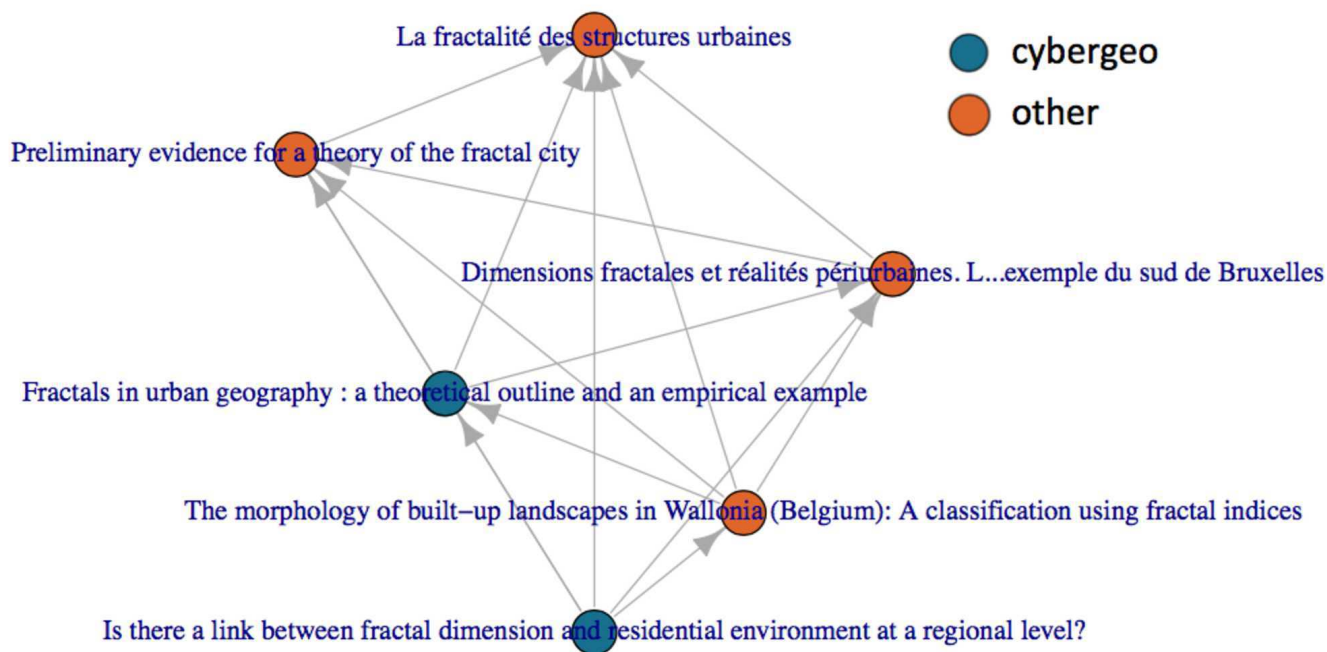 La fractalité des structures urbaines
cybergeo
other
Preliminary evidence for a theory of the fractal city
Dimensions fractales et réalités périurbaines. L...exemple du sud de Bruxelles
Fractals in urban geography : a theoretical outline and an empirical example
The morphology of built−up landscapes in Wallonia (Belgium): A classification using fractal indices
Is there a link between fractal dimension and residential environment at a regional level?